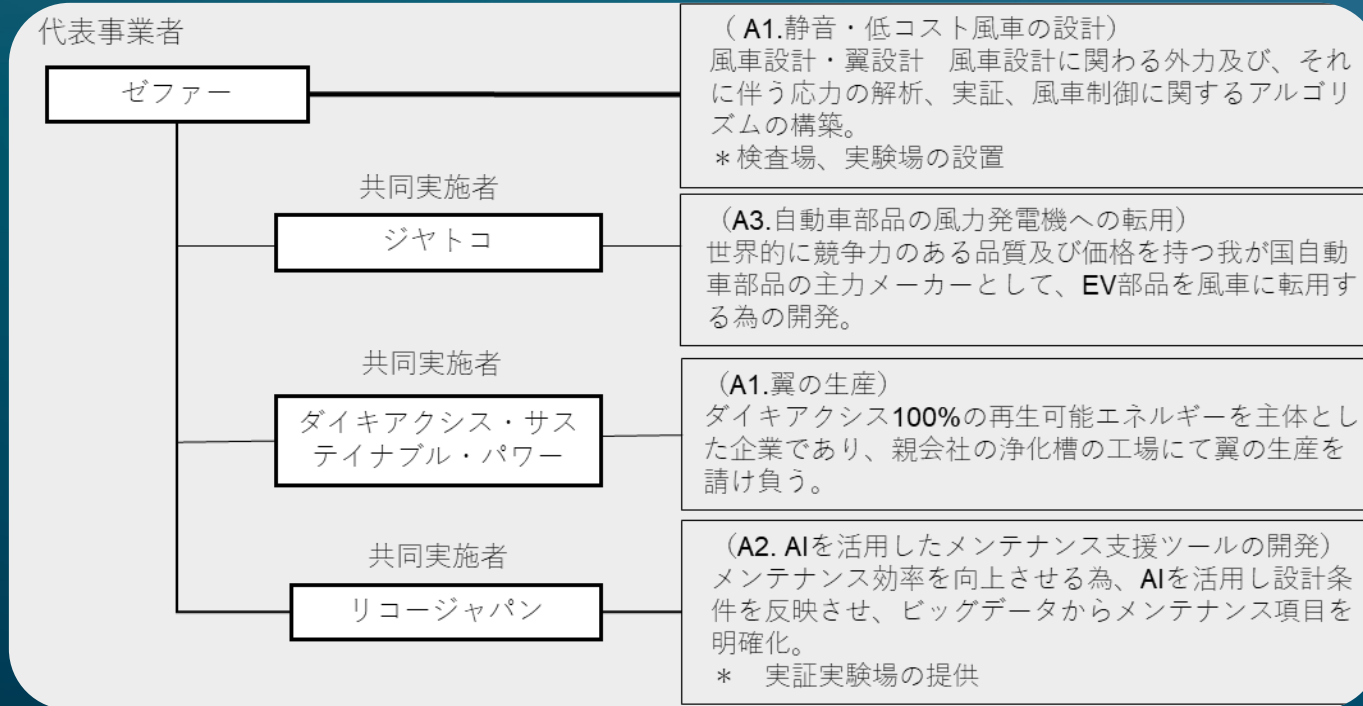 代表事業者
ゼファー
(A1.静音・低コスト風車の設計)
風車設計・翼設計　風車設計に関わる外力及び、それ
に伴う応力の解析、実証、風車制御に関するアルゴリ
ズムの構築。
＊検査場、実験場の設置
共同実施者
ジヤトコ
（A3.自動車部品の風力発電機への転用）
世界的に競争力のある品質及び価格を持つ我が国自動
車部品の主力メーカーとして、EV部品を風車に転用す
る為の開発。
共同実施者
ダイキアクシス・サス
テイナブル・パワー
（A1.翼の生産）
ダイキアクシス100%の再生可能エネルギーを主体とし
た企業であり、親会社の浄化槽の工場にて翼の生産を
請け負う。
共同実施者
リコージャパン
（A2. AIを活用したメンテナンス支援ツールの開発）
メンテナンス効率を向上させる為、AIを活用し設計条
件を反映させ、ビッグデータからメンテナンス項目を
明確化。
＊　実証実験場の提供